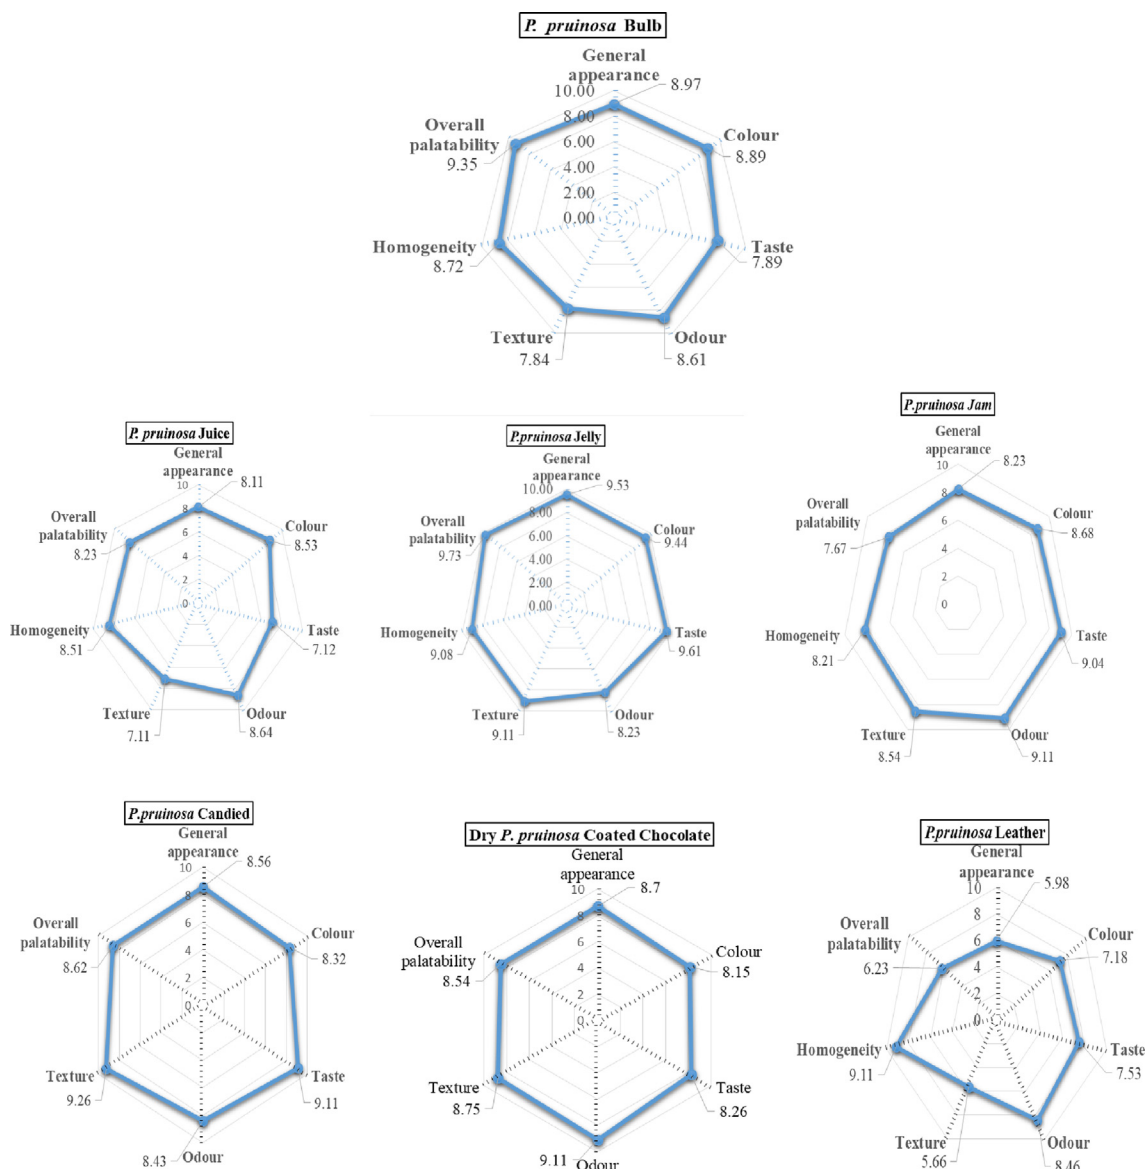 P. pruinosa Bulb
General
appearance
8.97
10.00
8.00
6.00
4.00
2.00
0.00
Colour
8.89
Taste
7.89
Odour
8.61
Texture
7.84
Homogeneity
8.72
Overall
palatability
9.35
P. pruinosa Juice
General
appearance
8.11
10
8
6
4
2
0
Colour
8.53
Taste
7.12
Odour
8.64
Texture
7.11
Homogeneity
8.51
Overall
palatability
8.23
P.pruinosa Jelly
General
appearance
9.53
10.00
8.00
6.00
4.00
2.00
0.00
Colour
9.44
Taste
9.61
Odour
8.23
Texture
9.11
Homogeneity
9.08
Overall
palatability
9.73
P.pruinosa Jam
General
appearance
8.23
10
8
6
4
2
0
Colour
8.68
Taste
9.04
Odour
9.11
Texture
8.54
Homogeneity
8.21
Overall
palatability
7.67
P.pruinosa Candied
General
appearance
8.56
10
8
6
4
2
0
Colour
8.32
Taste
9.11
Odour
8.43
Texture
9.26
Overall
palatability
8.62
Dry P. pruinosa Coated Chocolate
General
appearance
8.7
10
8
6
4
2
0
Colour
8.15
Taste
8.26
Odour
9.11
Texture
8.75
Overall
palatability
8.54
P.pruinosa Leather
General
appearance
5.98
10
8
6
4
2
0
Colour
7.18
Taste
7.53
Odour
8.46
Texture
5.66
Homogeneity
9.11
Overall
palatability
6.23